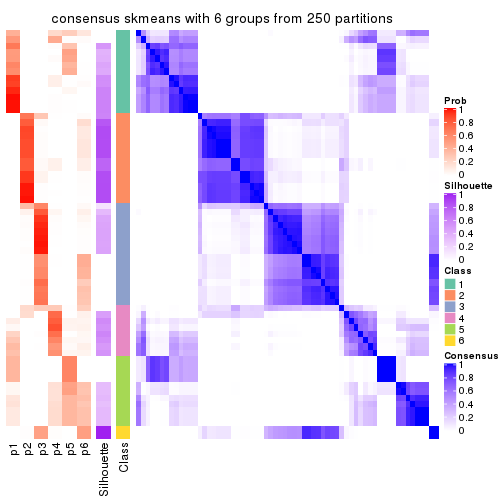 consensus skmeans with 6 groups from 250 partitions
Prob
1
0.8
0.6
0.4
0.2
0
Silhouette
1
0.8
0.6
0.4
0.2
0
Class
1
2
3
4
5
6
Consensus
1
0.8
0.6
0.4
0.2
0
p1
p2
p3
p4
p5
p6
Silhouette
Class